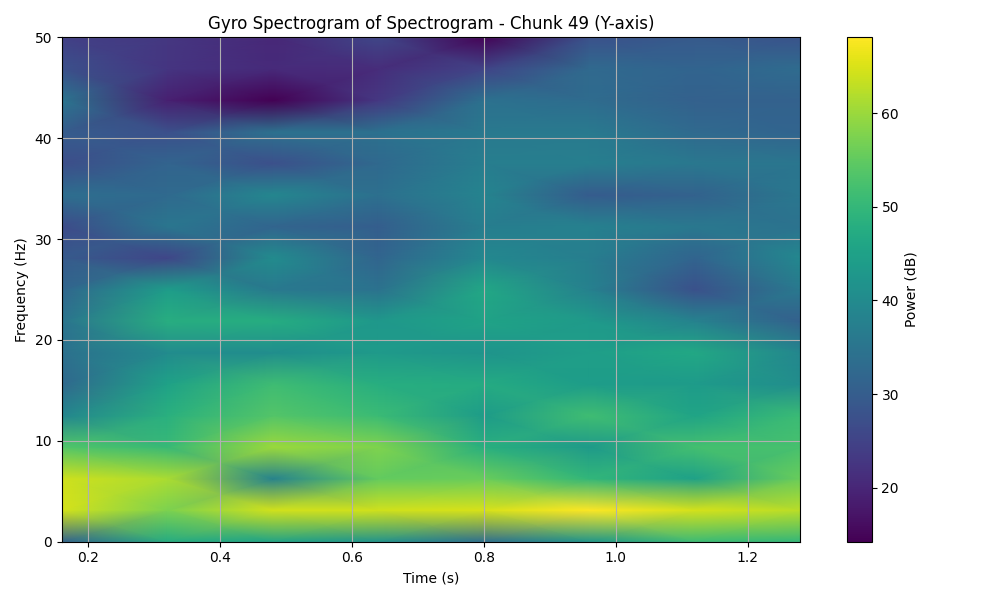 Gyro Spectrogram of Spectrogram - Chunk 49 (Y-axis)
50
40
30
20
10
0
Frequency (Hz)
0.2 0.4 0.6 0.8 1.0 1.2
Time (s)
60
50
40
30
20
Power (dB)